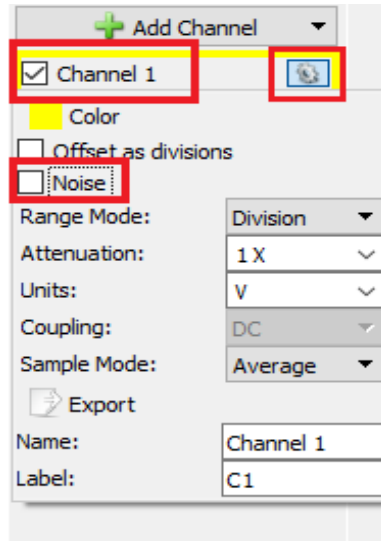 Add Channel
Channel 1
Color
Offset as divisions
Noise
Range Mode: Division
Attenuation: 1 X
Units: V
Coupling: DC
Sample Mode: Average
Export
Name: Channel 1
Label: C1